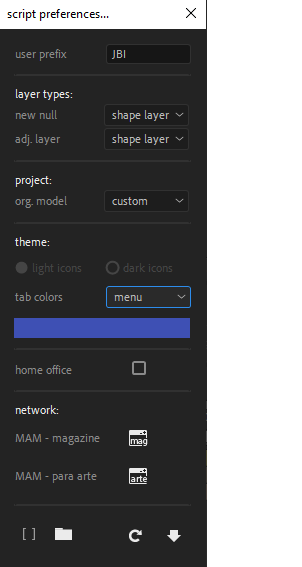 script preferences...
user prefix JBI
layer types:
new null shape layer
adj. layer shape layer
project:
org. model custom
theme:
light icons dark icons
tab colors menu
home office
network:
MAM - magazine mag
MAM - para arte arte
[ ]